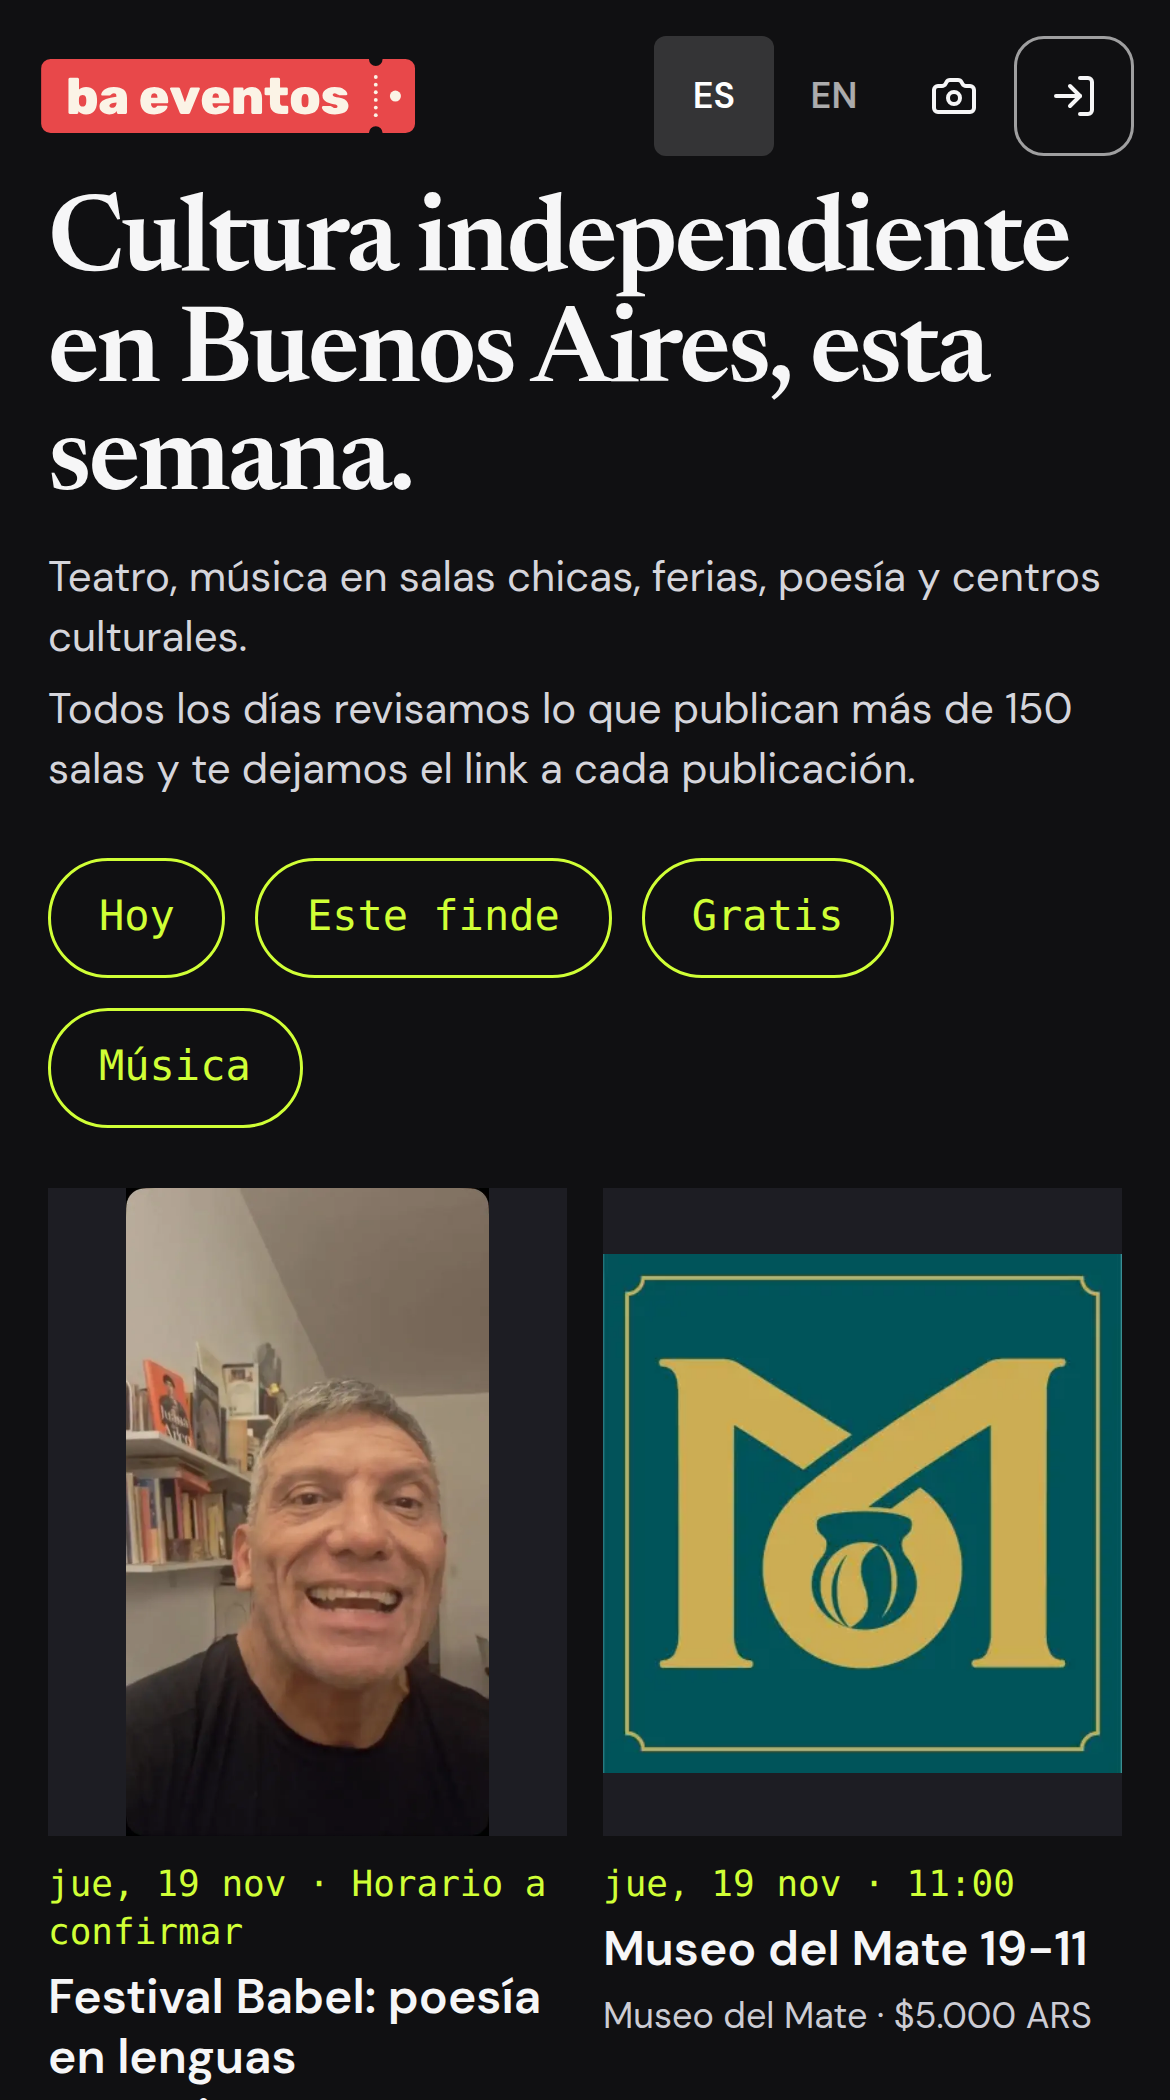 ba eventos
ES
EN
Cultura independiente
en Buenos Aires, esta
semana.
Teatro, música en salas chicas, ferias, poesía y centros
culturales.
Todos los días revisamos lo que publican más de 150
salas y te dejamos el link a cada publicación.
Hoy
Este finde
Gratis
Música
M
jue, 19 nov · Horario a
confirmar
Festival Babel: poesía
en lenguas
jue, 19 nov · 11:00
Museo del Mate 19-11
Museo del Mate · $5.000 ARS